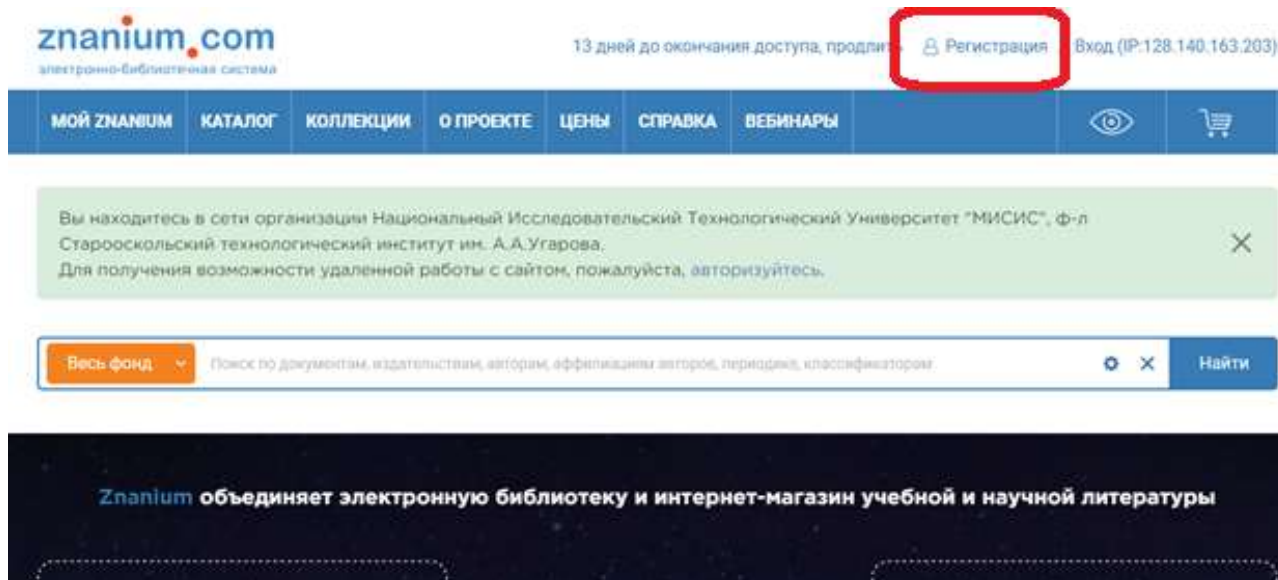 znanium.com
электронно-библиотечная система
13 дней до окончания доступа, продлить Регистрация Вход (IP:128.140.163.203)
МОЙ ZNANIUM КАТАЛОГ КОЛЛЕКЦИИ О ПРОЕКТЕ ЦЕНЫ СПРАВКА ВЕБИНАРЫ
Вы находитесь в сети организации Национальный Исследовательский Технологический Университет "МИСИС", ф-л
Старооскольский технологический институт им. А.А.Угарова.
Для получения возможности удаленной работы с сайтом, пожалуйста, авторизуйтесь.
Весь фонд Поиск по документам, издательствам, авторам, аффилиациям авторов, периодике, классификаторам Найти
Znanium объединяет электронную библиотеку и интернет-магазин учебной и научной литературы